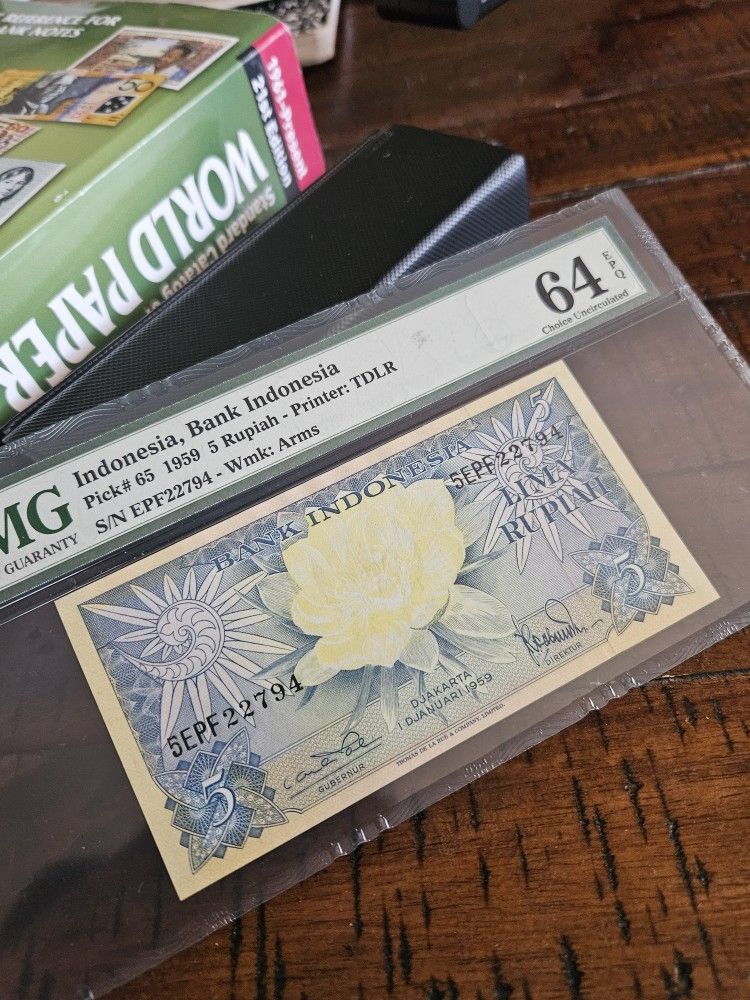 REFERENCE FOR
NK NOTES
1961-Present
21st Edition
Standard Catalog of
WORLD PAPER
MG
GUARANTY
Indonesia, Bank Indonesia
Pick# 65 1959 5 Rupiah - Printer: TDLR
S/N EPF22794 - Wmk: Arms
64 EPQ
Choice Uncirculated
BANK INDONESIA
5
5EPF22794
LIMA
RUPIAH
5
5EPF22794
5
DJAKARTA
1 DJANUARI 1959
GUBERNUR
DIREKTUR
THOMAS DE LA RUE & COMPANY, LIMITED.